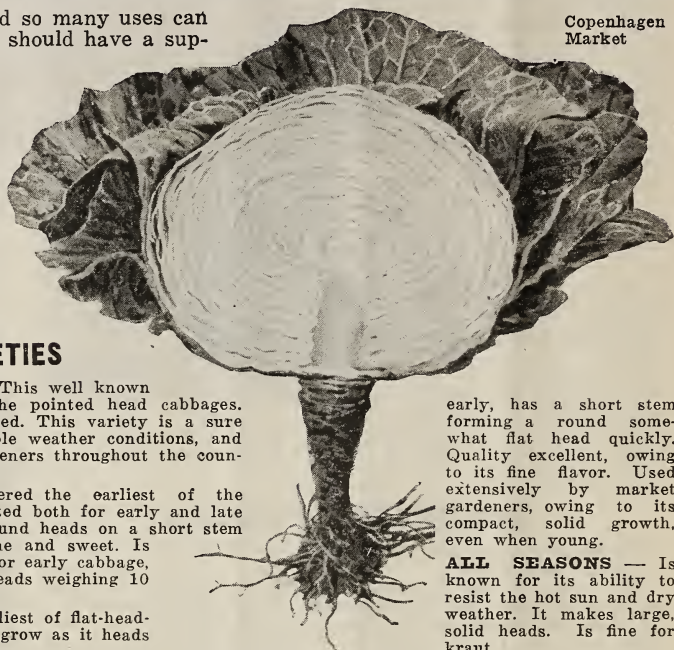 d so many uses can
should have a sup-
Copenhagen
Market
ETIES
This well known
he pointed head cabbages.
ed. This variety is a sure
le weather conditions, and
eners throughout the coun-
ered the earliest of the
ted both for early and late
und heads on a short stem
ne and sweet. Is
or early cabbage,
eads weighing 10
liest of flat-head-
grow as it heads
early, has a short stem
forming a round some-
what flat head quickly.
Quality excellent, owing
to its fine flavor. Used
extensively by market
gardeners, owing to its
compact, solid growth,
even when young.
ALL SEASONS — Is
known for its ability to
resist the hot sun and dry
weather. It makes large,
solid heads. Is fine for
kraut